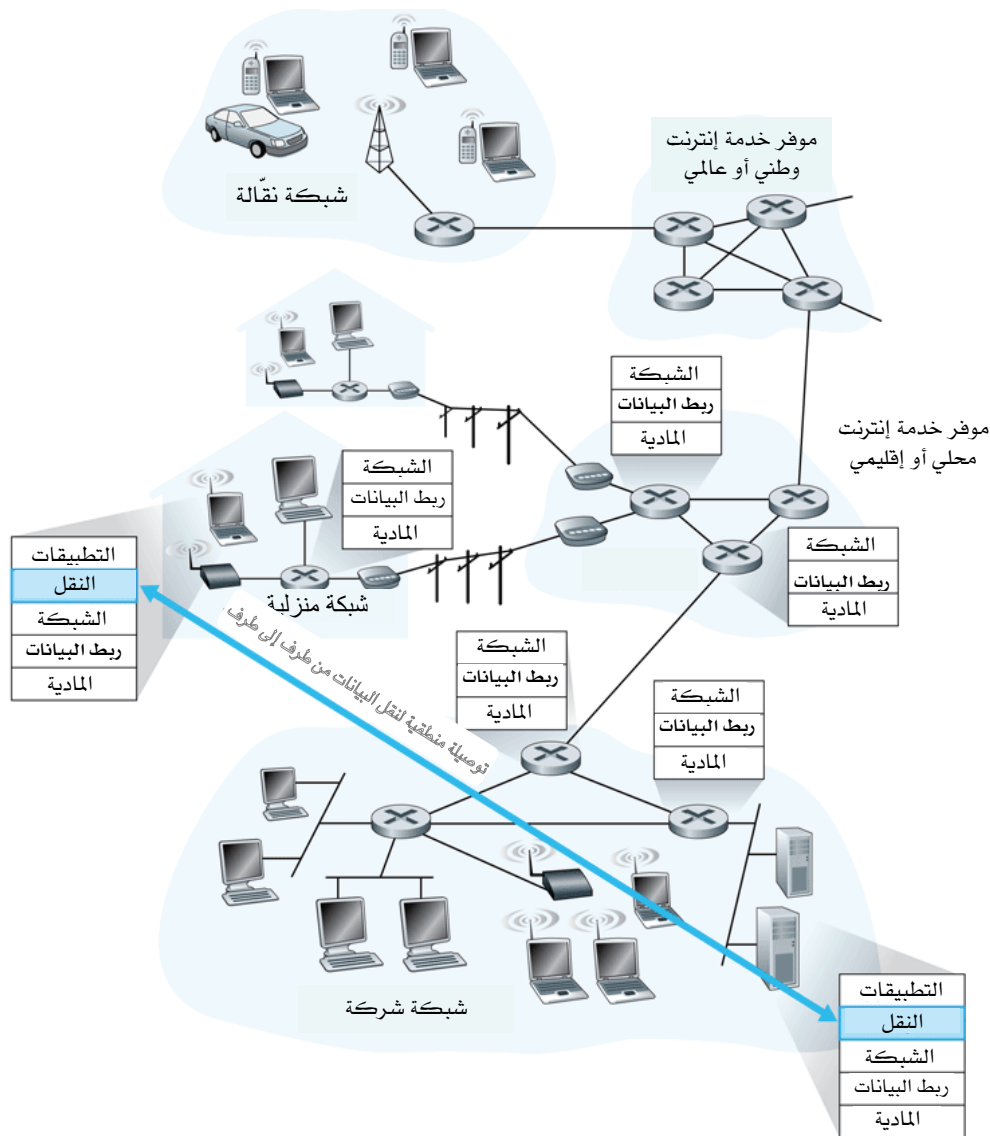 موفر خدمة إنترنت
وطني أو عالمي
شبكة نقّالة
الشبكة
ربط البيانات
المادية
موفر خدمة إنترنت
محلي أو إقليمي
الشبكة
ربط البيانات
المادية
الشبكة
ربط البيانات
المادية
التطبيقات
النقل
الشبكة
ربط البيانات
المادية
شبكة منزلية
توصيلة منطقية لنقل البيانات من طرف إلى طرف
الشبكة
ربط البيانات
المادية
الشبكة
ربط البيانات
المادية
شبكة شركة
التطبيقات
النقل
الشبكة
ربط البيانات
المادية